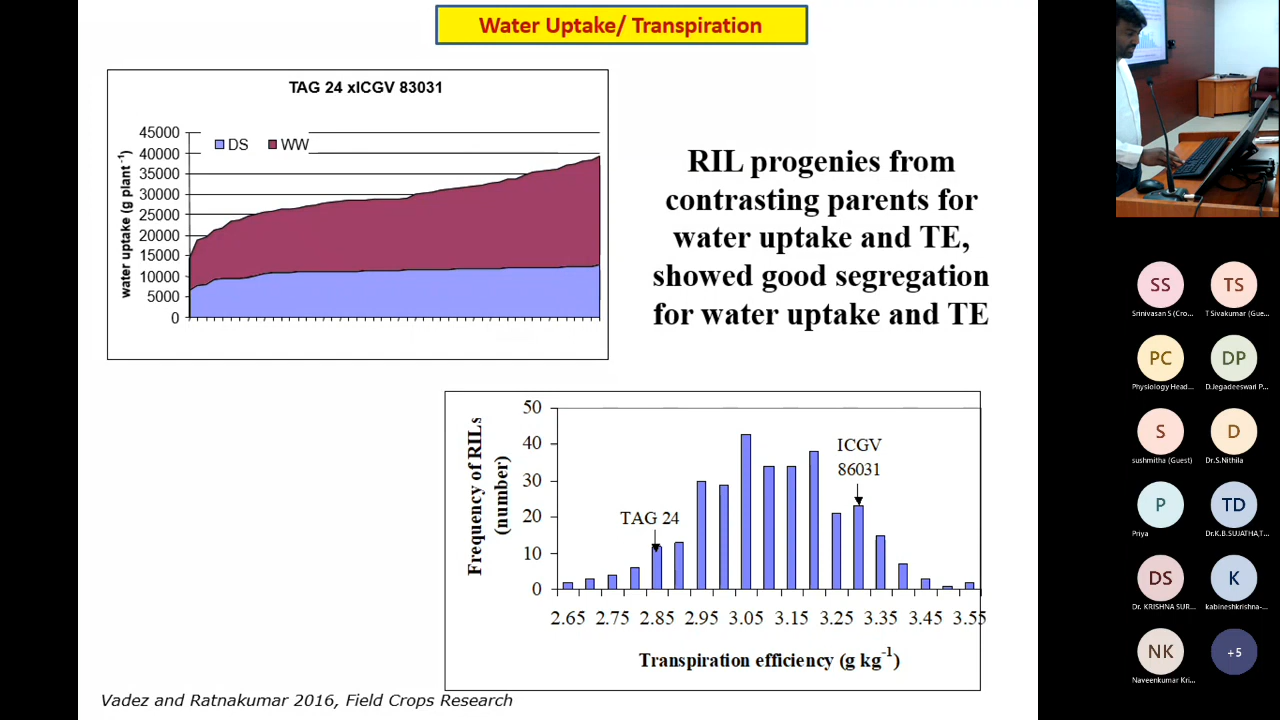 Water Uptake/ Transpiration
TAG 24 xICGV 83031
water uptake (g plant⁻¹)
45000
40000
35000
30000
25000
20000
15000
10000
5000
0
DS WW
RIL progenies from
contrasting parents for
water uptake and TE,
showed good segregation
for water uptake and TE
Frequency of RILs
(number)
50
40
30
20
10
0
TAG 24
ICGV
86031
2.65 2.75 2.85 2.95 3.05 3.15 3.25 3.35 3.45 3.55
Transpiration efficiency (g kg⁻¹)
Vadez and Ratnakumar 2016, Field Crops Research
SS TS
Srinivasan S (Cro... T Sivakumar (Gue...
PC DP
Physiology Head... D.Jegadeeswari P...
S D
sushmitha (Guest) Dr.S.Nithila
P TD
Priya Dr.K.B.SUJATHA,T...
DS K
Dr. KRISHNA SUR... kabineshkrishna-...
NK +5
Naveenkumar Kri...